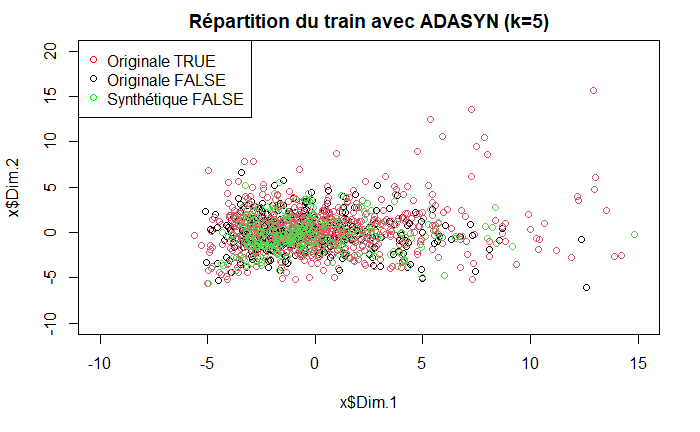 Répartition du train avec ADASYN (k=5)
Originale TRUE
Originale FALSE
Synthétique FALSE
20
15
10
5
0
-5
-10
x$Dim.2
-10 -5 0 5 10 15
x$Dim.1